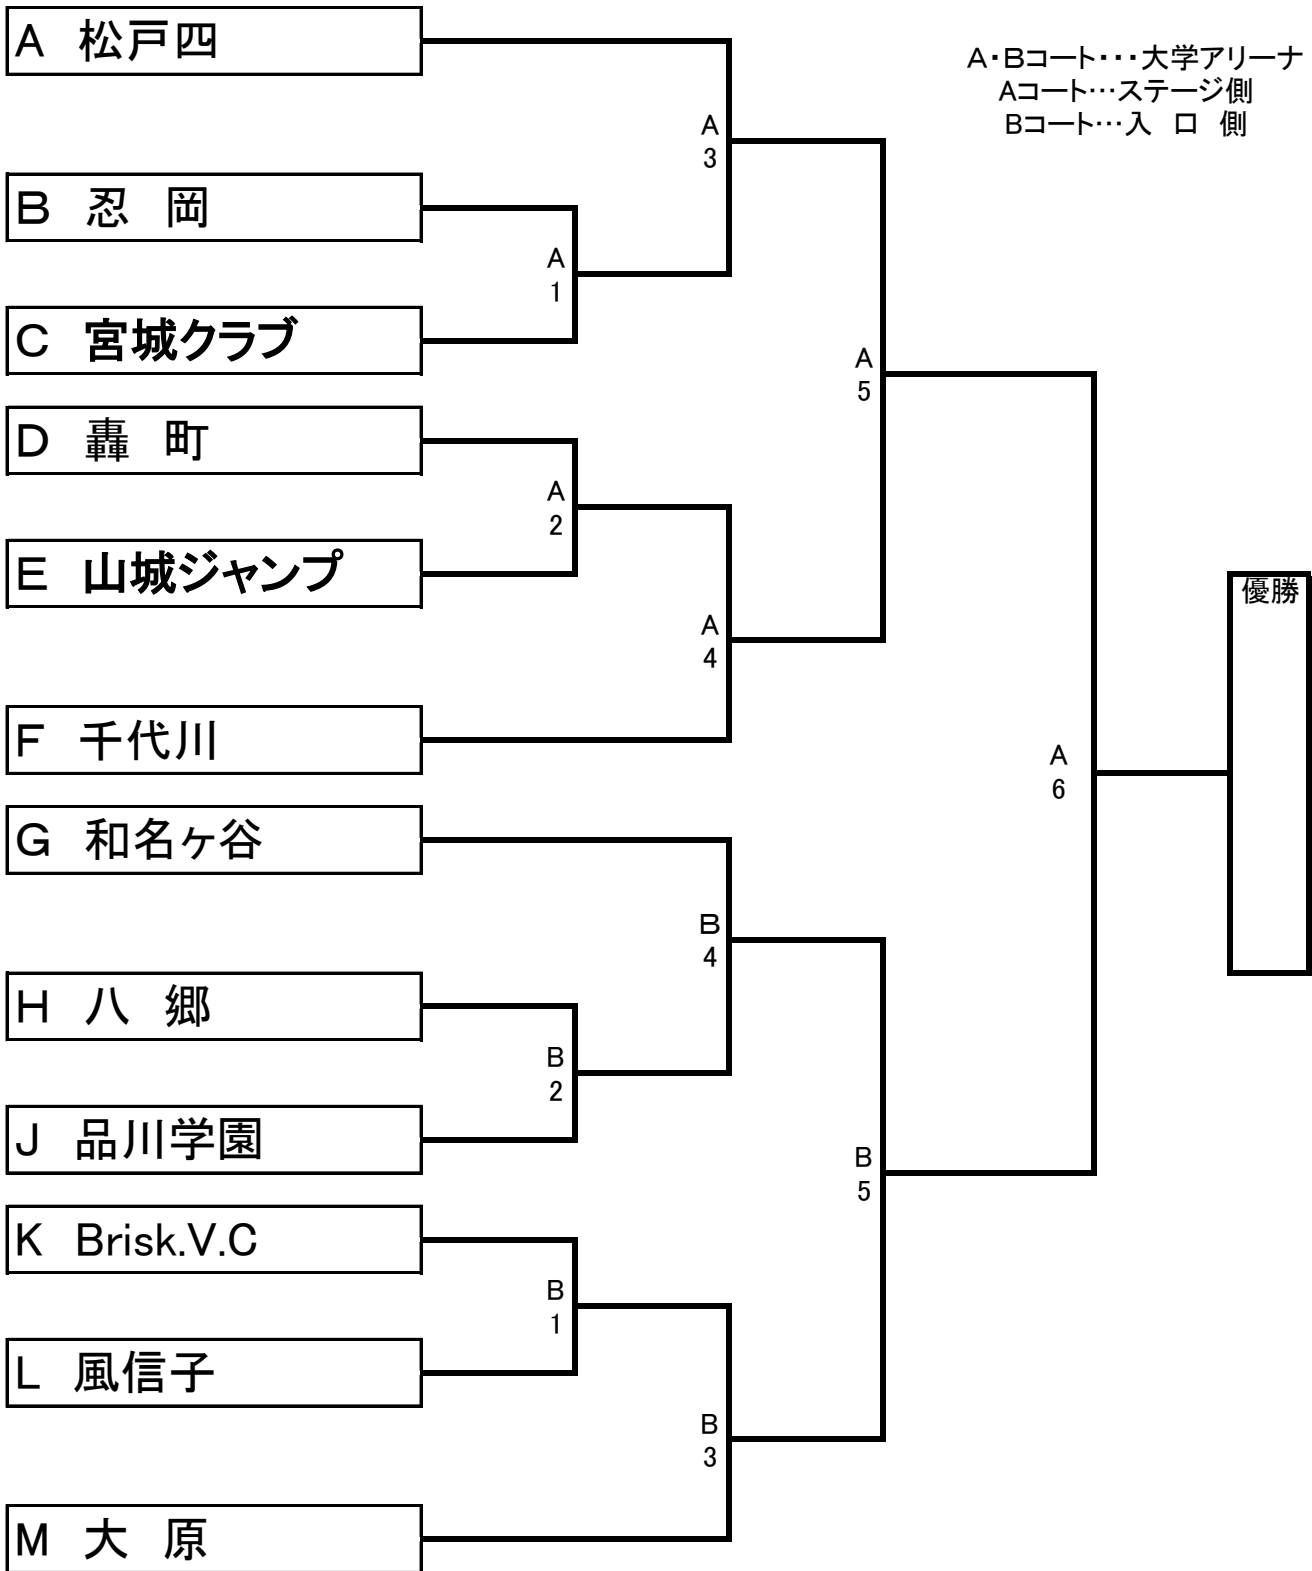 A 松戸四
A・Bコート・・・大学アリーナ
Aコート…ステージ側
Bコート…入 口 側
A
3
B 忍 岡
A
1
C 宮城クラブ
A
5
D 轟 町
A
2
E 山城ジャンプ
優勝
A
4
F 千代川
A
6
G 和名ヶ谷
B
4
H 八 郷
B
2
J 品川学園
B
5
K Brisk.V.C
B
1
L 風信子
B
3
M 大 原